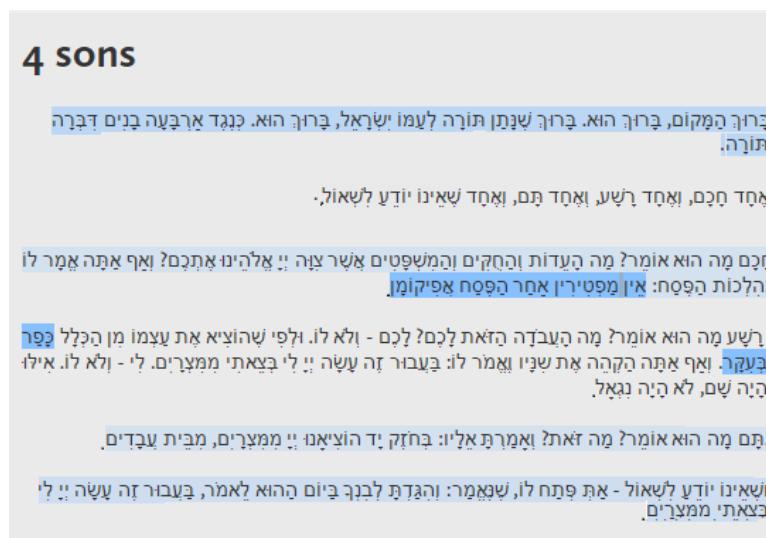 4 sons
בָּרוּךְ הַמָּקוֹם, בָּרוּךְ הוּא. בָּרוּךְ שֶׁנָּתַן תּוֹרָה לְעַמּוֹ יִשְׂרָאֵל, בָּרוּךְ הוּא. כְּנֶגֶד אַרְבָּעָה בָנִים דִּבְּרָה
תּוֹרָה.
אֶחָד חָכָם, וְאֶחָד רָשָׁע, וְאֶחָד תָּם, וְאֶחָד שֶׁאֵינוֹ יוֹדֵעַ לִשְׁאוֹל.
חָכָם מָה הוּא אוֹמֵר? מַה הָעֵדוֹת וְהַחֻקִּים וְהַמִּשְׁפָּטִים אֲשֶׁר צִוָּה יְיָ אֱלֹהֵינוּ אֶתְכֶם? וְאַף אַתָּה אֱמָר לוֹ
כְּהִלְכוֹת הַפֶּסַח: אֵין מַפְטִירִין אַחַר הַפֶּסַח אֲפִיקוֹמָן.
רָשָׁע מָה הוּא אוֹמֵר? מָה הָעֲבֹדָה הַזֹּאת לָכֶם? לָכֶם - וְלֹא לוֹ. וּלְפִי שֶׁהוֹצִיא אֶת עַצְמוֹ מִן הַכְּלָל כָּפַר
בְּעִקָּר. וְאַף אַתָּה הַקְהֵה אֶת שִׁנָּיו וֶאֱמֹר לוֹ: בַּעֲבוּר זֶה עָשָׂה יְיָ לִי בְּצֵאתִי מִמִּצְרָיִם. לִי - וְלֹא לוֹ. אִילּוּ
הָיָה שָׁם, לֹא הָיָה נִגְאָל.
תָּם מָה הוּא אוֹמֵר? מַה זֹּאת? וְאָמַרְתָּ אֵלָיו: בְּחֹזֶק יָד הוֹצִיאָנוּ יְיָ מִמִּצְרָיִם, מִבֵּית עֲבָדִים.
וְשֶׁאֵינוֹ יוֹדֵעַ לִשְׁאוֹל - אַתְּ פְּתַח לוֹ, שֶׁנֶּאֱמַר: וְהִגַּדְתָּ לְבִנְךָ בַּיּוֹם הַהוּא לֵאמֹר, בַּעֲבוּר זֶה עָשָׂה יְיָ לִי
בְּצֵאתִי מִמִּצְרָיִם.